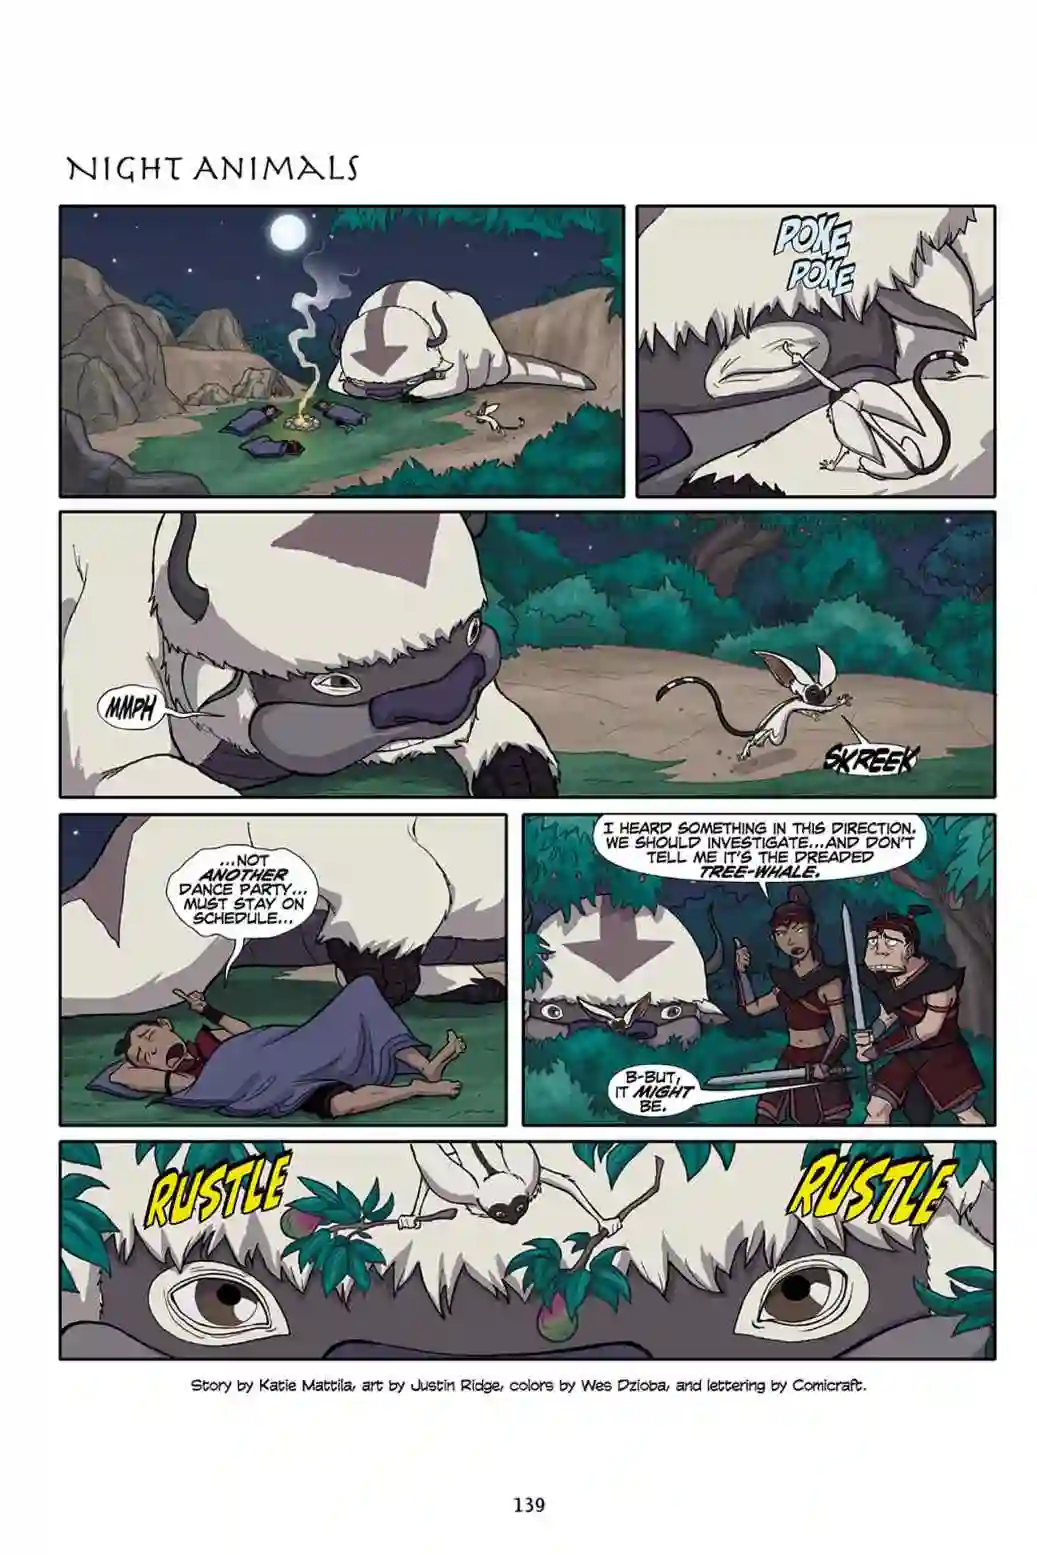 NIGHT ANIMALS
POKE
POKE
MMPH
SKREEK
...NOT
ANOTHER
DANCE PARTY...
MUST STAY ON
SCHEDULE...
I HEARD SOMETHING IN THIS DIRECTION.
WE SHOULD INVESTIGATE...AND DON'T
TELL ME IT'S THE DREADED
TREE-WHALE.
B-BUT,
IT MIGHT
BE.
RUSTLE
RUSTLE
Story by Katie Mattila, art by Justin Ridge, colors by Wes Dzioba, and lettering by Comicraft.
139